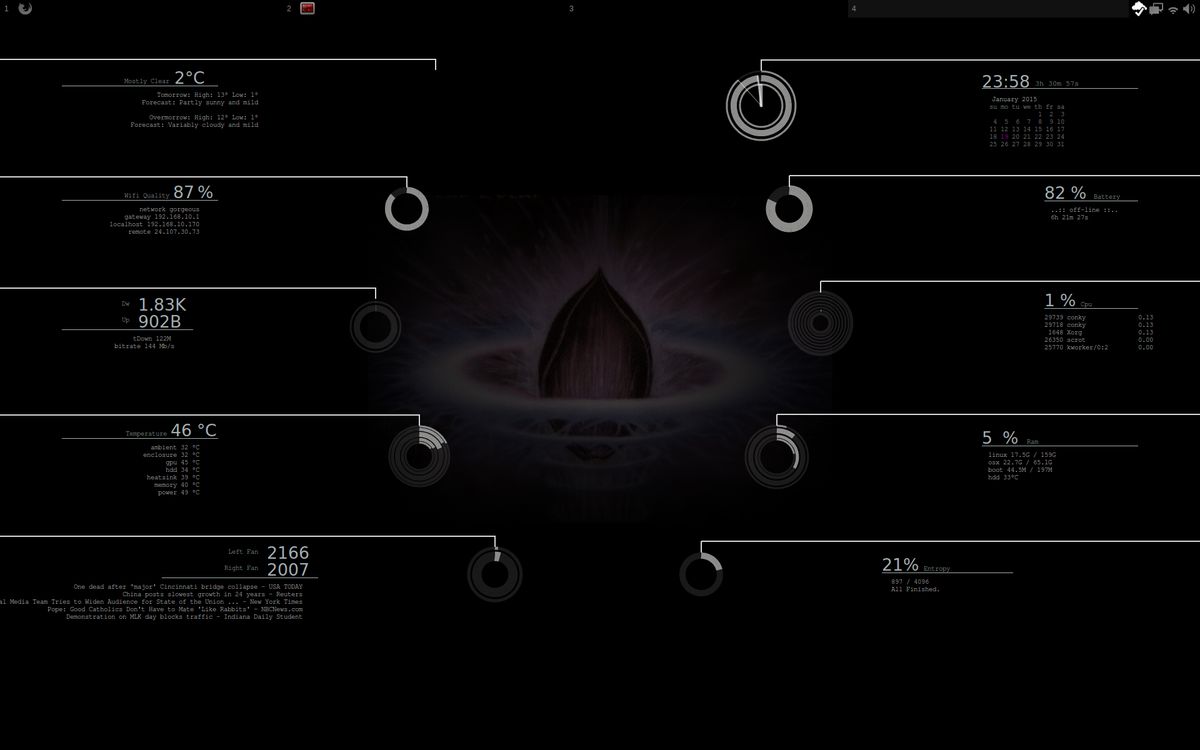 1 2 3 4
Mostly Clear 2°C
Tomorrow: High: 13° Low: 1°
Forecast: Partly sunny and mild
Overmorrow: High: 12° Low: 1°
Forecast: Variably cloudy and mild
23:58 3h 30m 57s
January 2015
su mo tu we th fr sa
1 2 3
4 5 6 7 8 9 10
11 12 13 14 15 16 17
18 19 20 21 22 23 24
25 26 27 28 29 30 31
Wifi Quality 87 %
network gorgeous
gateway 192.168.10.1
localhost 192.168.10.170
remote 24.107.30.73
82 % Battery
..:: off-line ::..
6h 21m 27s
Dw 1.83K
Up 902B
tDown 122M
bitrate 144 Mb/s
1 % Cpu
29739 conky 0.13
29718 conky 0.13
1648 Xorg 0.13
26350 scrot 0.00
25770 kworker/0:2 0.00
Temperature 46 °C
ambient 32 °C
enclosure 32 °C
gpu 45 °C
hdd 34 °C
heatsink 39 °C
memory 40 °C
power 49 °C
5 % Ram
linux 17.5G / 159G
osx 22.7G / 65.1G
boot 44.5M / 197M
hdd 33°C
Left Fan 2166
Right Fan 2007
One dead after 'major' Cincinnati bridge collapse - USA TODAY
China posts slowest growth in 24 years - Reuters
al Media Team Tries to Widen Audience for State of the Union ... - New York Times
Pope: Good Catholics Don't Have to Mate 'Like Rabbits' - NBCNews.com
Demonstration on MLK day blocks traffic - Indiana Daily Student
21% Entropy
897 / 4096
All Finished.